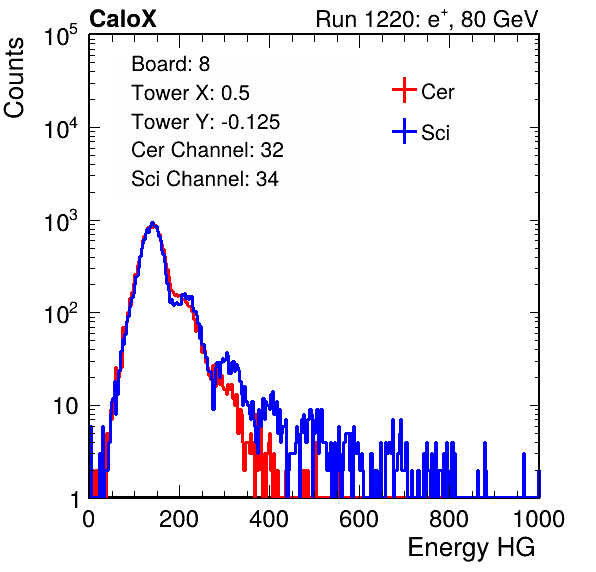 CaloX Run 1220: e⁺, 80 GeV
Counts
Board: 8
Tower X: 0.5
Tower Y: -0.125
Cer Channel: 32
Sci Channel: 34
Cer
Sci
10⁵
10⁴
10³
10²
10
1
0 200 400 600 800 1000
Energy HG